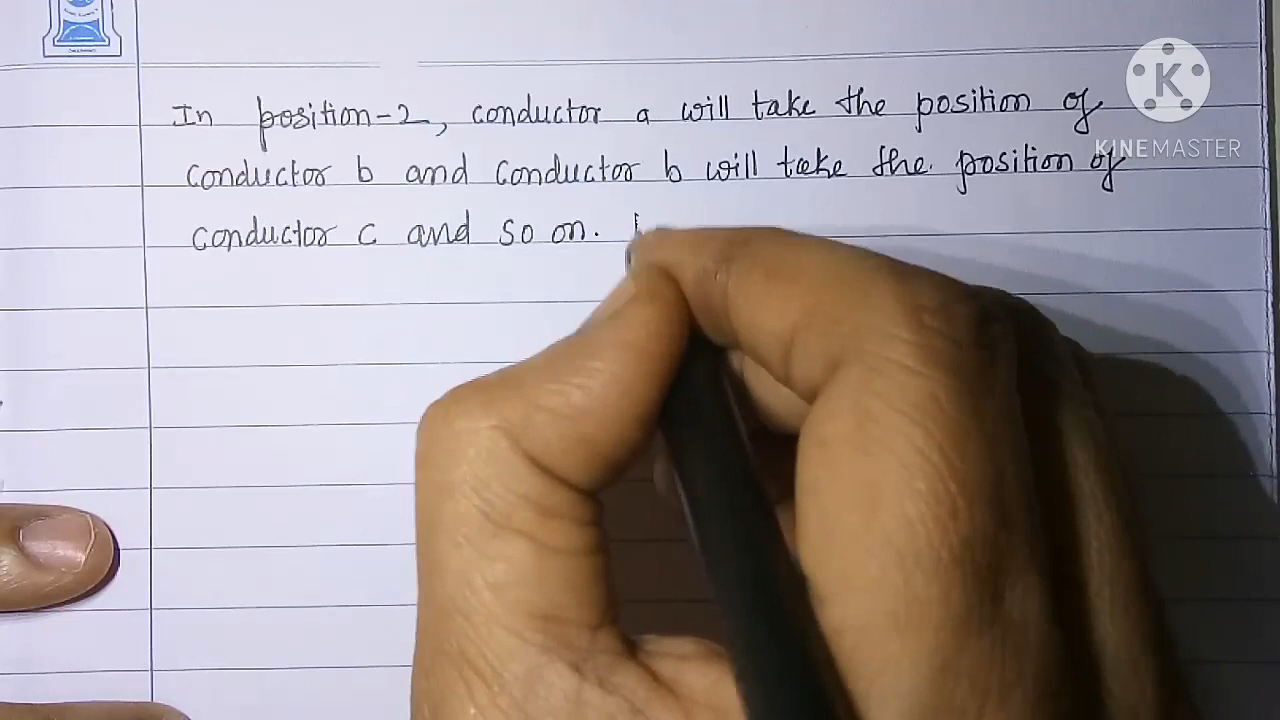 In position-2, conductor a will take the position of
conductor b and conductor b will take the position of
conductor c and so on.
K
KINEMASTER